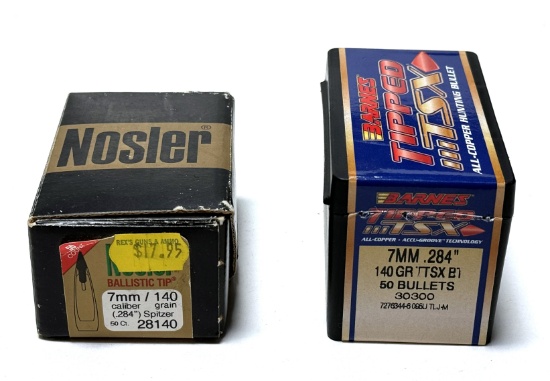 Nosler®
REX'S GUNS & AMMO
$17.95
Nosler
BALLISTIC TIP®
7mm / 140
caliber grain
(.284") Spitzer
50 Ct. 28140
BARNES
TIPPED
TSX
ALL-COPPER HUNTING BULLET
BARNES
TIPPED
TSX
ALL-COPPER • ACCU-GROOVE™ TECHNOLOGY
7MM .284"
140 GR TTSX BT
50 BULLETS
30300